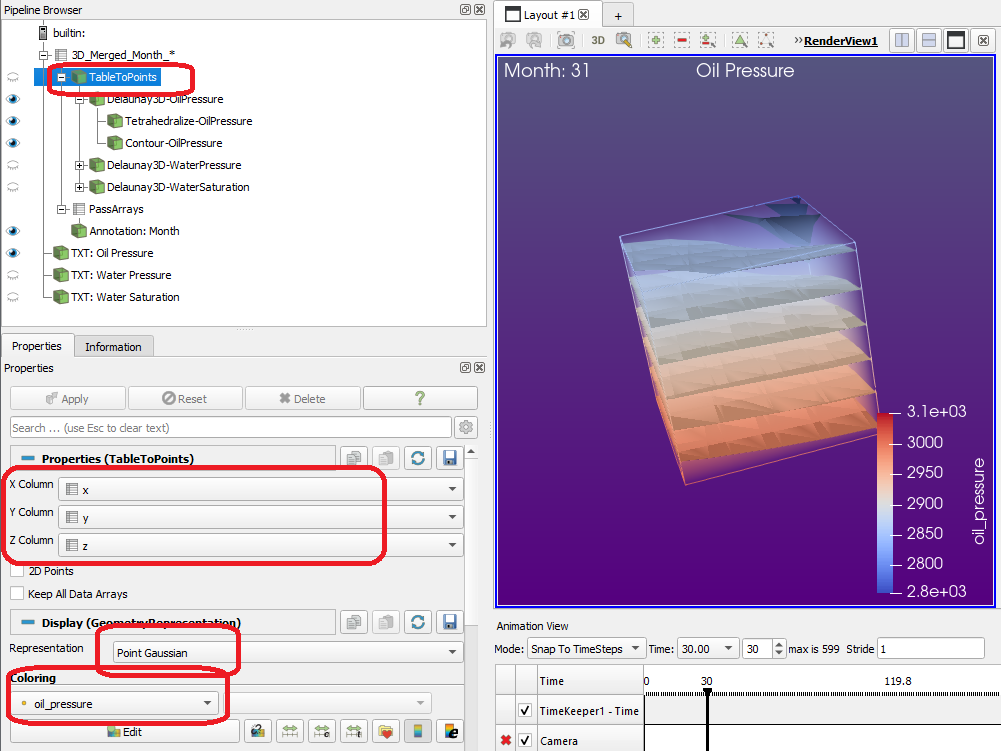 Pipeline Browser
builtin:
3D_Merged_Month_*
TableToPoints
Delaunay3D-OilPressure
Tetrahedralize-OilPressure
Contour-OilPressure
Delaunay3D-WaterPressure
Delaunay3D-WaterSaturation
PassArrays
Annotation: Month
TXT: Oil Pressure
TXT: Water Pressure
TXT: Water Saturation
Properties Information
Properties
Apply Reset Delete ?
Search ... (use Esc to clear text)
Properties (TableToPoints)
X Column x
Y Column y
Z Column z
2D Points
Keep All Data Arrays
Display (GeometryRepresentation)
Representation Point Gaussian
Coloring
oil_pressure
Edit
Layout #1 +
3D » RenderView1
Month: 31 Oil Pressure
3.1e+03
3000
2950
2900
2850
2800
2.8e+03
oil_pressure
Animation View
Mode: Snap To TimeSteps Time: 30.00 30 max is 599 Stride 1
Time 0 30 119.8
TimeKeeper1 - Time
Camera